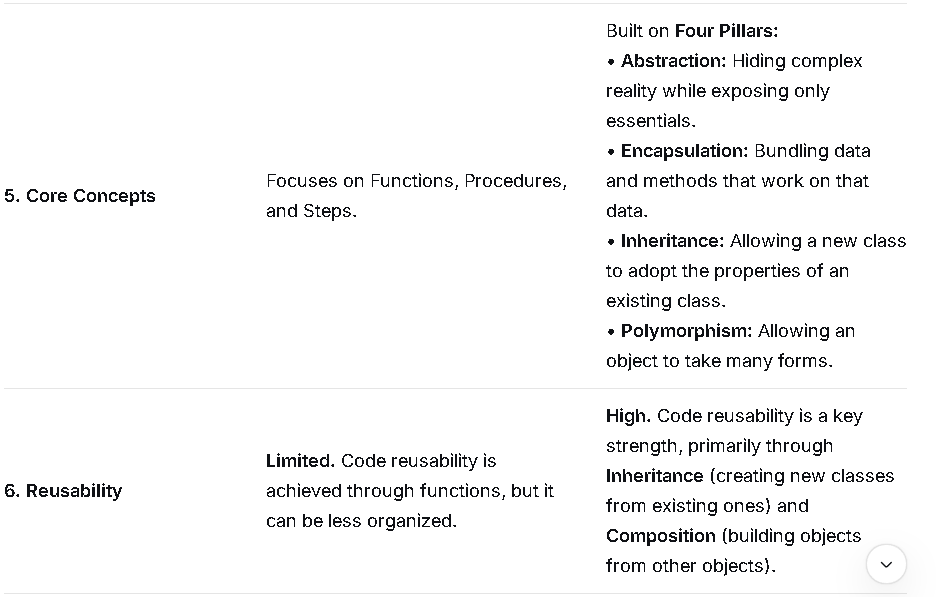 Built on Four Pillars:
• Abstraction: Hiding complex
reality while exposing only
essentials.
• Encapsulation: Bundling data
and methods that work on that
data.
• Inheritance: Allowing a new class
to adopt the properties of an
existing class.
• Polymorphism: Allowing an
object to take many forms.
5. Core Concepts
Focuses on Functions, Procedures,
and Steps.
6. Reusability
Limited. Code reusability is
achieved through functions, but it
can be less organized.
High. Code reusability is a key
strength, primarily through
Inheritance (creating new classes
from existing ones) and
Composition (building objects
from other objects).